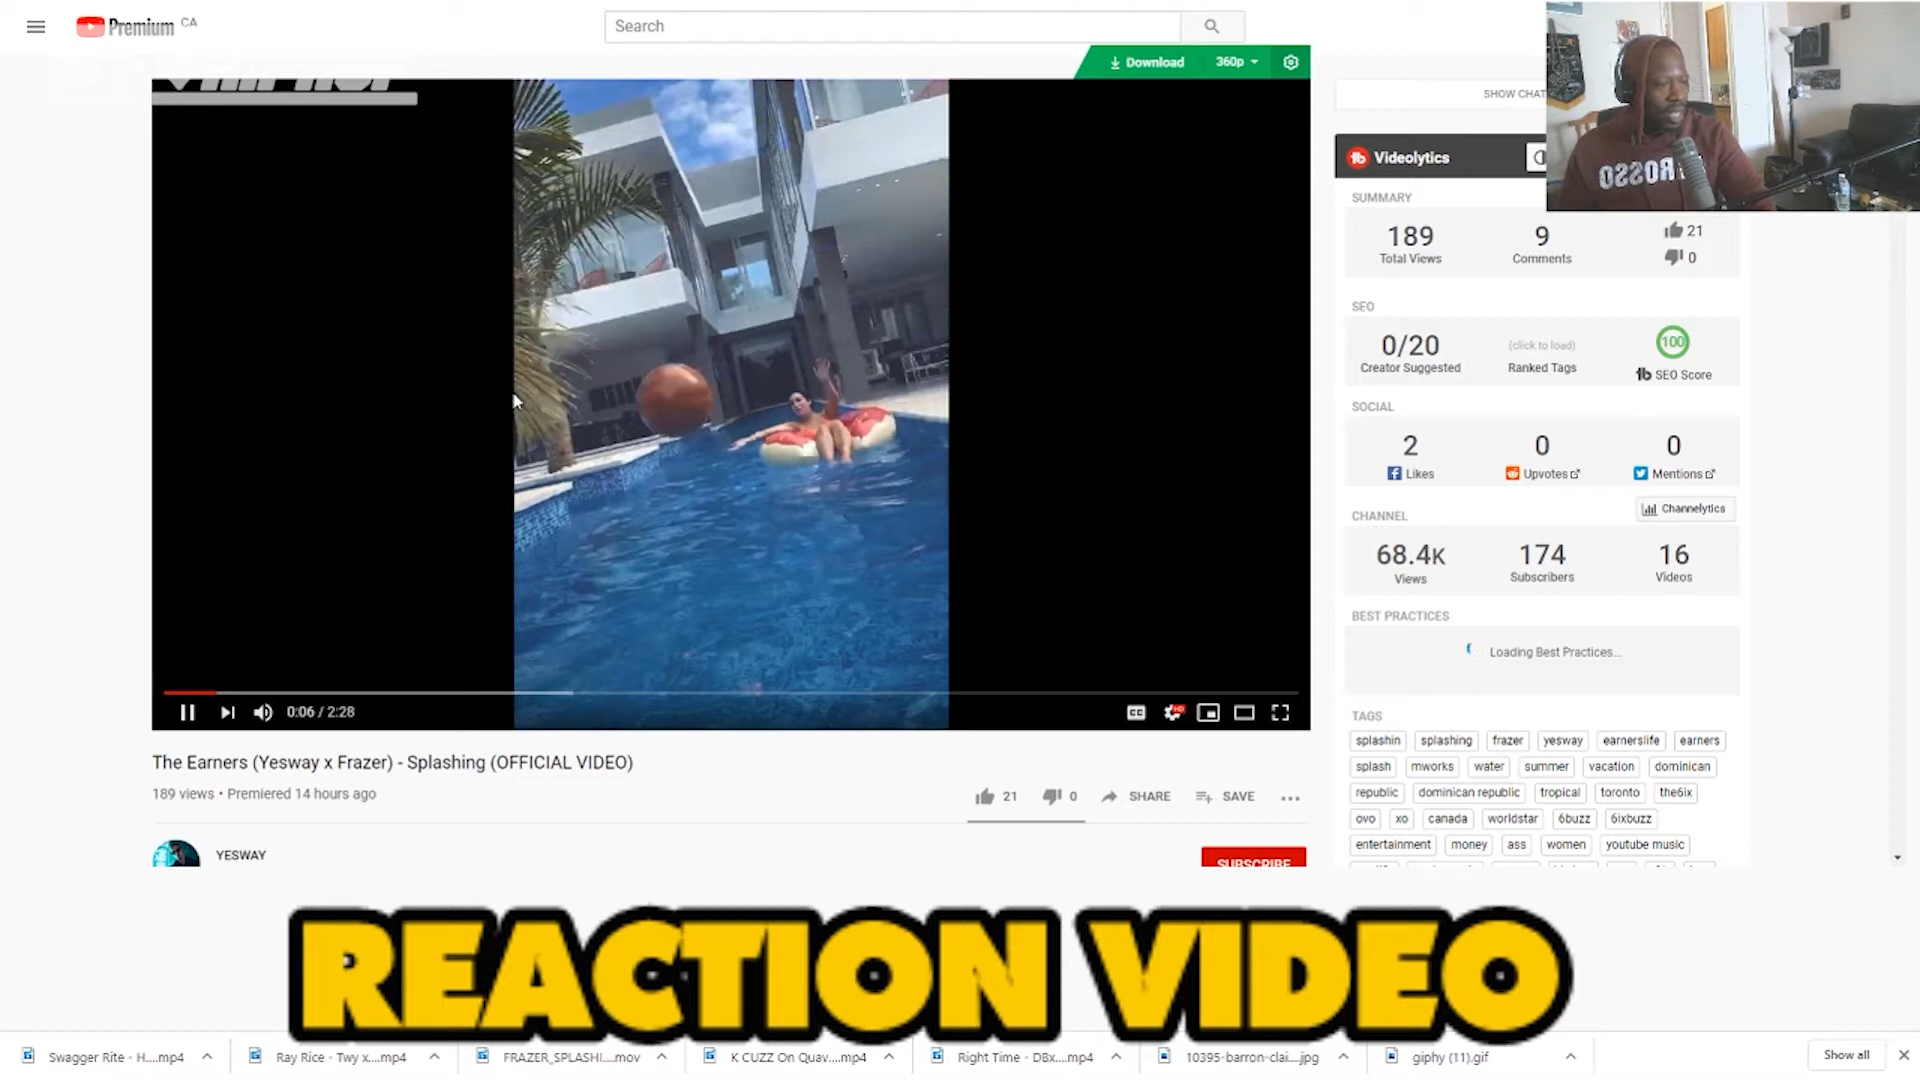 Premium CA
Search
Download 360p
SHOW CHAT
Videolytics
SUMMARY
189
Total Views
9
Comments
21
0
SEO
0/20
Creator Suggested
(click to load)
Ranked Tags
100
SEO Score
SOCIAL
2
Likes
0
Upvotes
0
Mentions
CHANNEL
Channelytics
68.4K
Views
174
Subscribers
16
Videos
BEST PRACTICES
Loading Best Practices...
TAGS
splashin splashing frazer yesway earnerslife earners
splash mworks water summer vacation dominican
republic dominican republic tropical toronto the6ix
ovo xo canada worldstar 6buzz 6ixbuzz
entertainment money ass women youtube music
0:06 / 2:28
The Earners (Yesway x Frazer) - Splashing (OFFICIAL VIDEO)
189 views • Premiered 14 hours ago
21 0 SHARE SAVE
YESWAY
SUBSCRIBE
REACTION VIDEO
Swagger Rite - H....mp4 Ray Rice - Twy x....mp4 FRAZER_SPLASHI....mov K CUZZ On Quav....mp4 Right Time - DBx....mp4 10395-barron-clai....jpg giphy (11).gif Show all